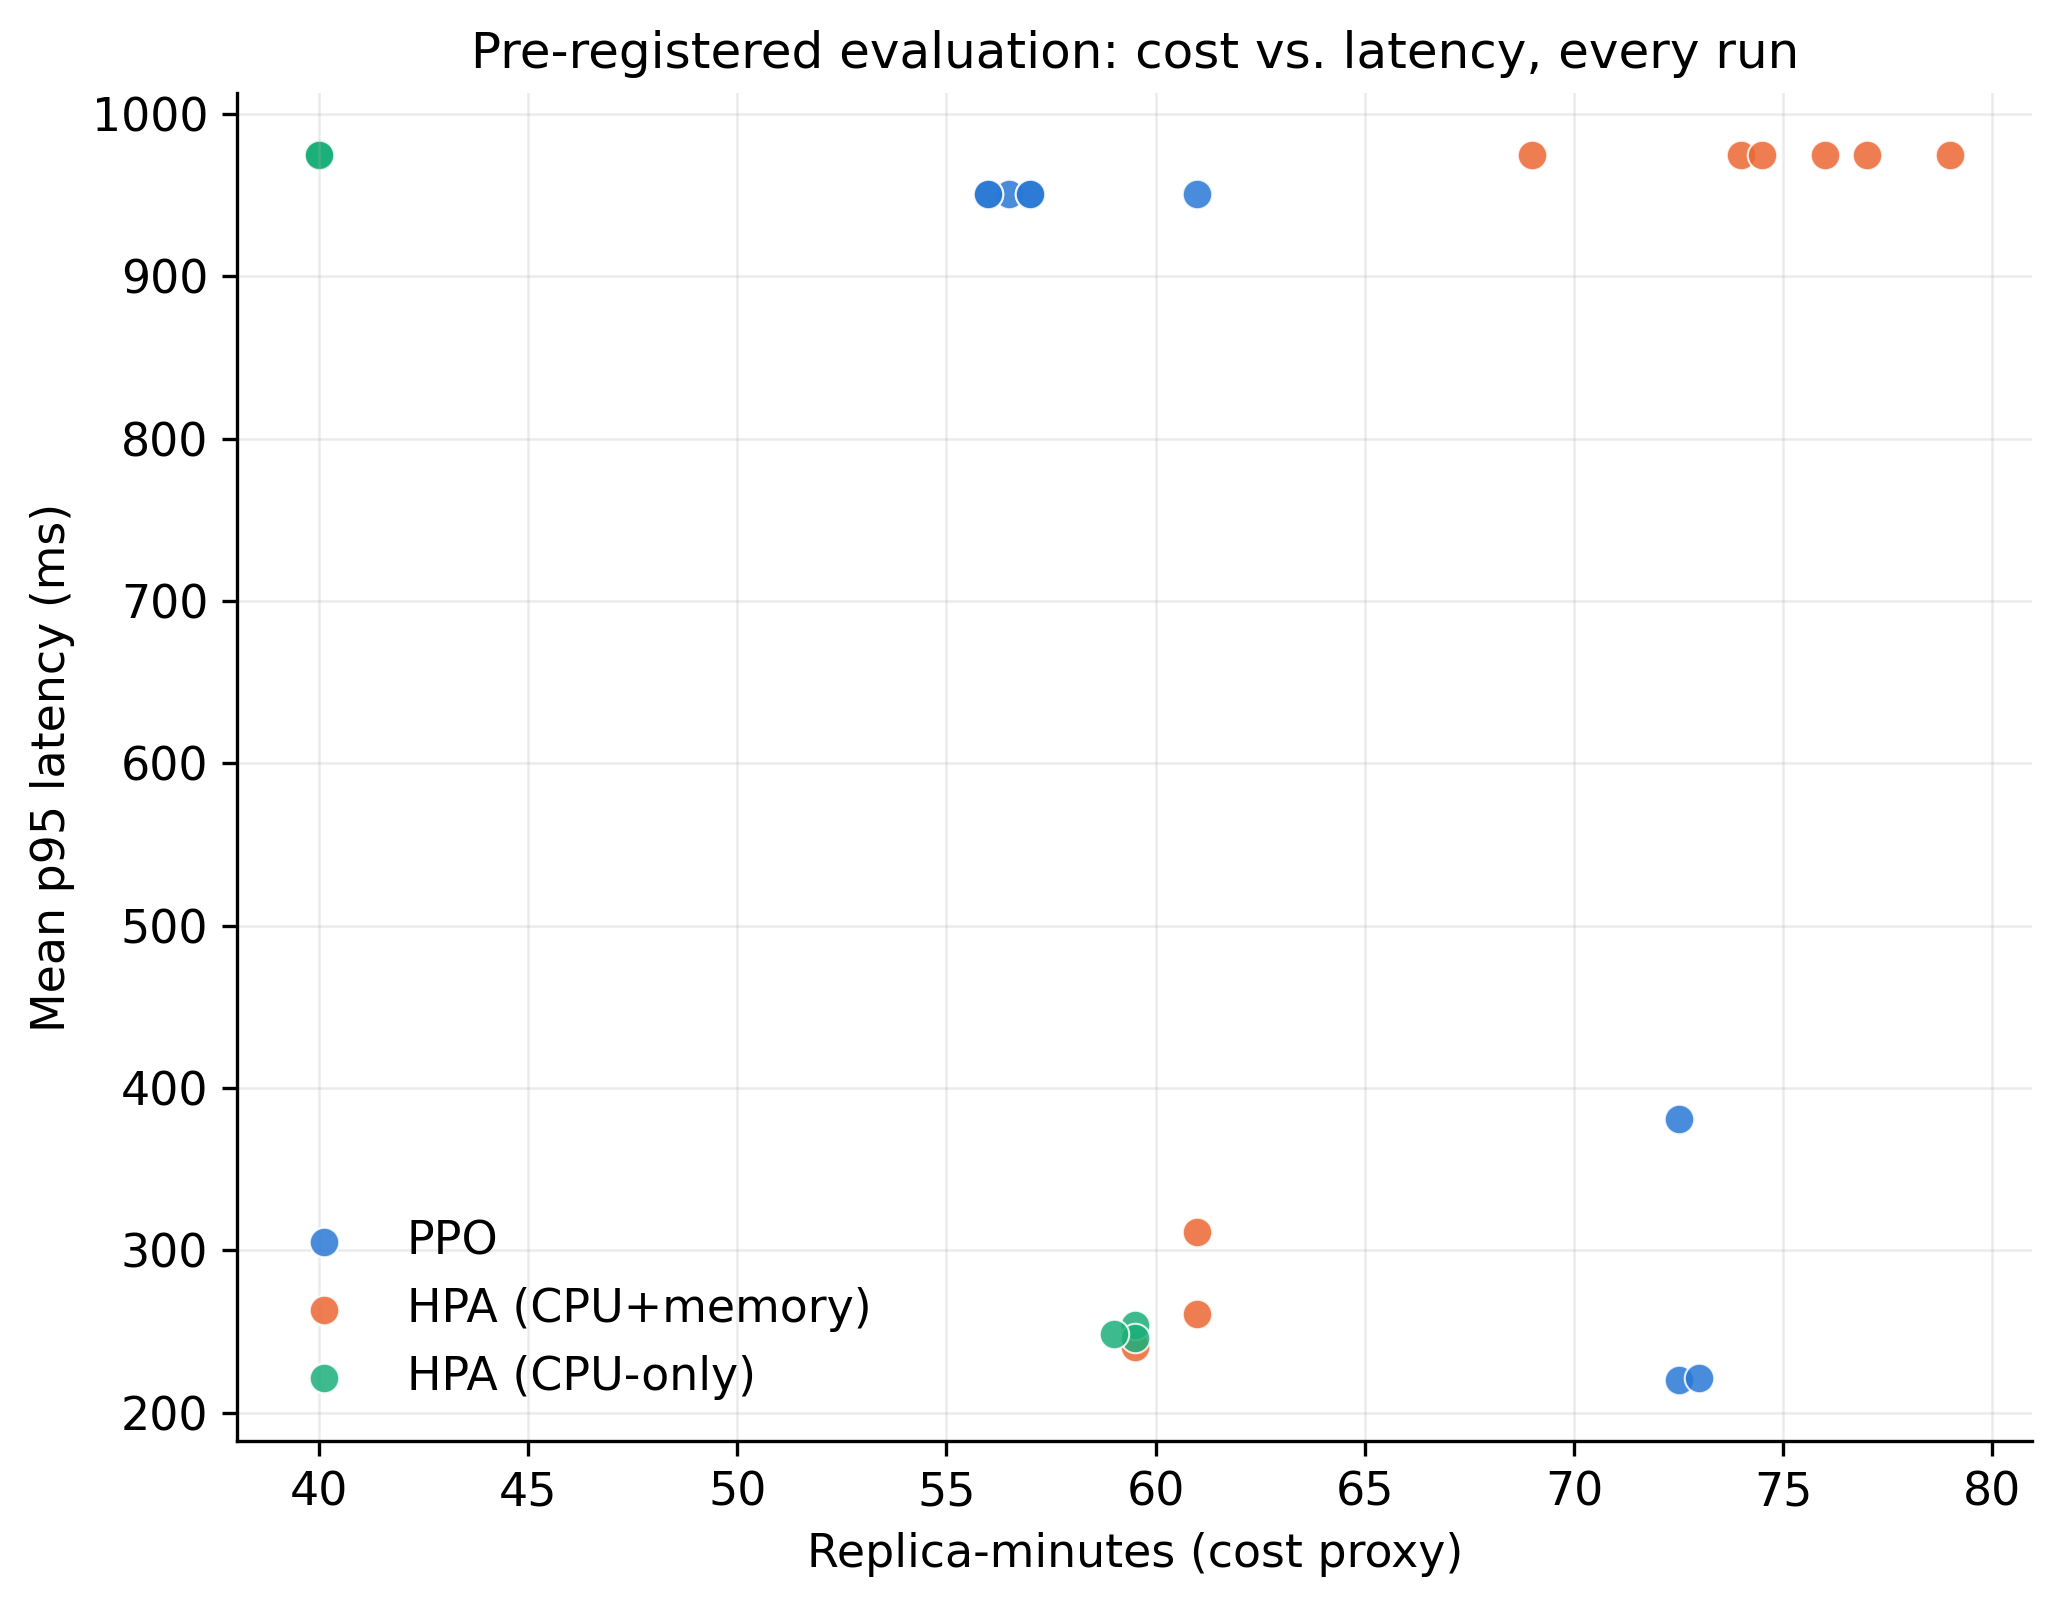 Pre-registered evaluation: cost vs. latency, every run
1000
900
800
700
600
500
400
300
200
Mean p95 latency (ms)
PPO
HPA (CPU+memory)
HPA (CPU-only)
40 45 50 55 60 65 70 75 80
Replica-minutes (cost proxy)